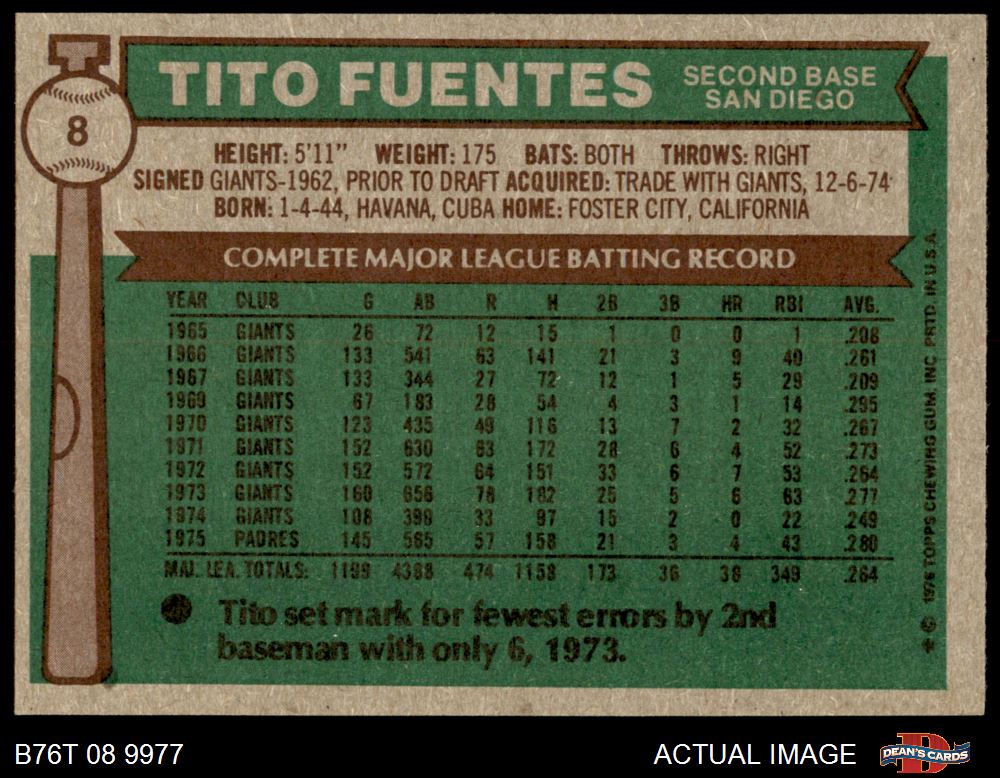 8
TITO FUENTES
SECOND BASE
SAN DIEGO
HEIGHT: 5'11" WEIGHT: 175 BATS: BOTH THROWS: RIGHT
SIGNED GIANTS-1962, PRIOR TO DRAFT ACQUIRED: TRADE WITH GIANTS, 12-6-74
BORN: 1-4-44, HAVANA, CUBA HOME: FOSTER CITY, CALIFORNIA
COMPLETE MAJOR LEAGUE BATTING RECORD
YEAR CLUB G AB R H 2B 3B HR RBI AVG.
1965 GIANTS 26 72 12 15 1 0 0 1 .208
1966 GIANTS 133 541 63 141 21 3 9 40 .261
1967 GIANTS 133 344 27 72 12 1 5 29 .209
1969 GIANTS 67 183 28 54 4 3 1 14 .295
1970 GIANTS 123 435 49 116 13 7 2 32 .267
1971 GIANTS 152 630 63 172 28 6 4 52 .273
1972 GIANTS 152 572 64 151 33 6 7 53 .264
1973 GIANTS 160 656 78 182 25 5 6 63 .277
1974 GIANTS 108 390 33 97 15 2 0 22 .249
1975 PADRES 145 565 57 158 21 3 4 43 .280
MAJ. LEA. TOTALS: 1199 4388 474 1158 173 36 38 349 .264
Tito set mark for fewest errors by 2nd
baseman with only 6, 1973.
★ © 1976 TOPPS CHEWING GUM, INC. PRTD. IN U.S.A.
B76T 08 9977
ACTUAL IMAGE
D
DEAN'S CARDS